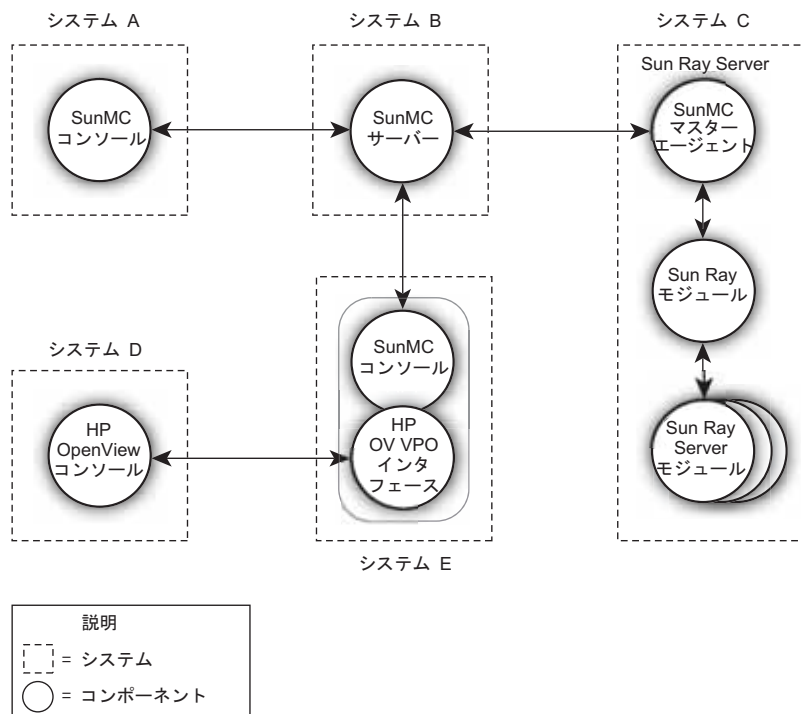 システム A
システム B
システム C
SunMC
コンソール
SunMC
サーバー
Sun Ray Server
SunMC
マスター
エージェント
Sun Ray
モジュール
SunMC
コンソール
システム D
HP
OpenView
コンソール
HP
OV VPO
インタ
フェース
Sun Ray
Server
モジュール
システム E
説明
= システム
= コンポーネント